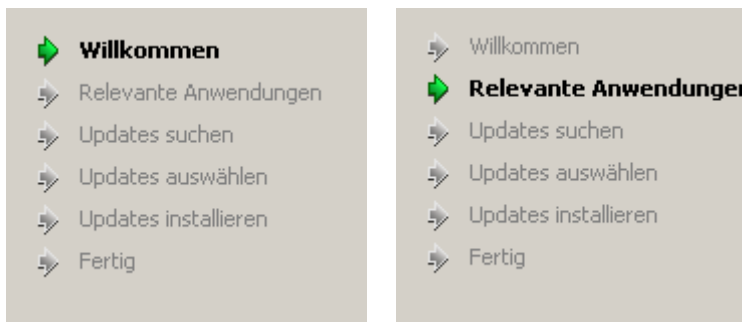 Willkommen
Relevante Anwendungen
Updates suchen
Updates auswählen
Updates installieren
Fertig
Willkommen
Relevante Anwendungen
Updates suchen
Updates auswählen
Updates installieren
Fertig